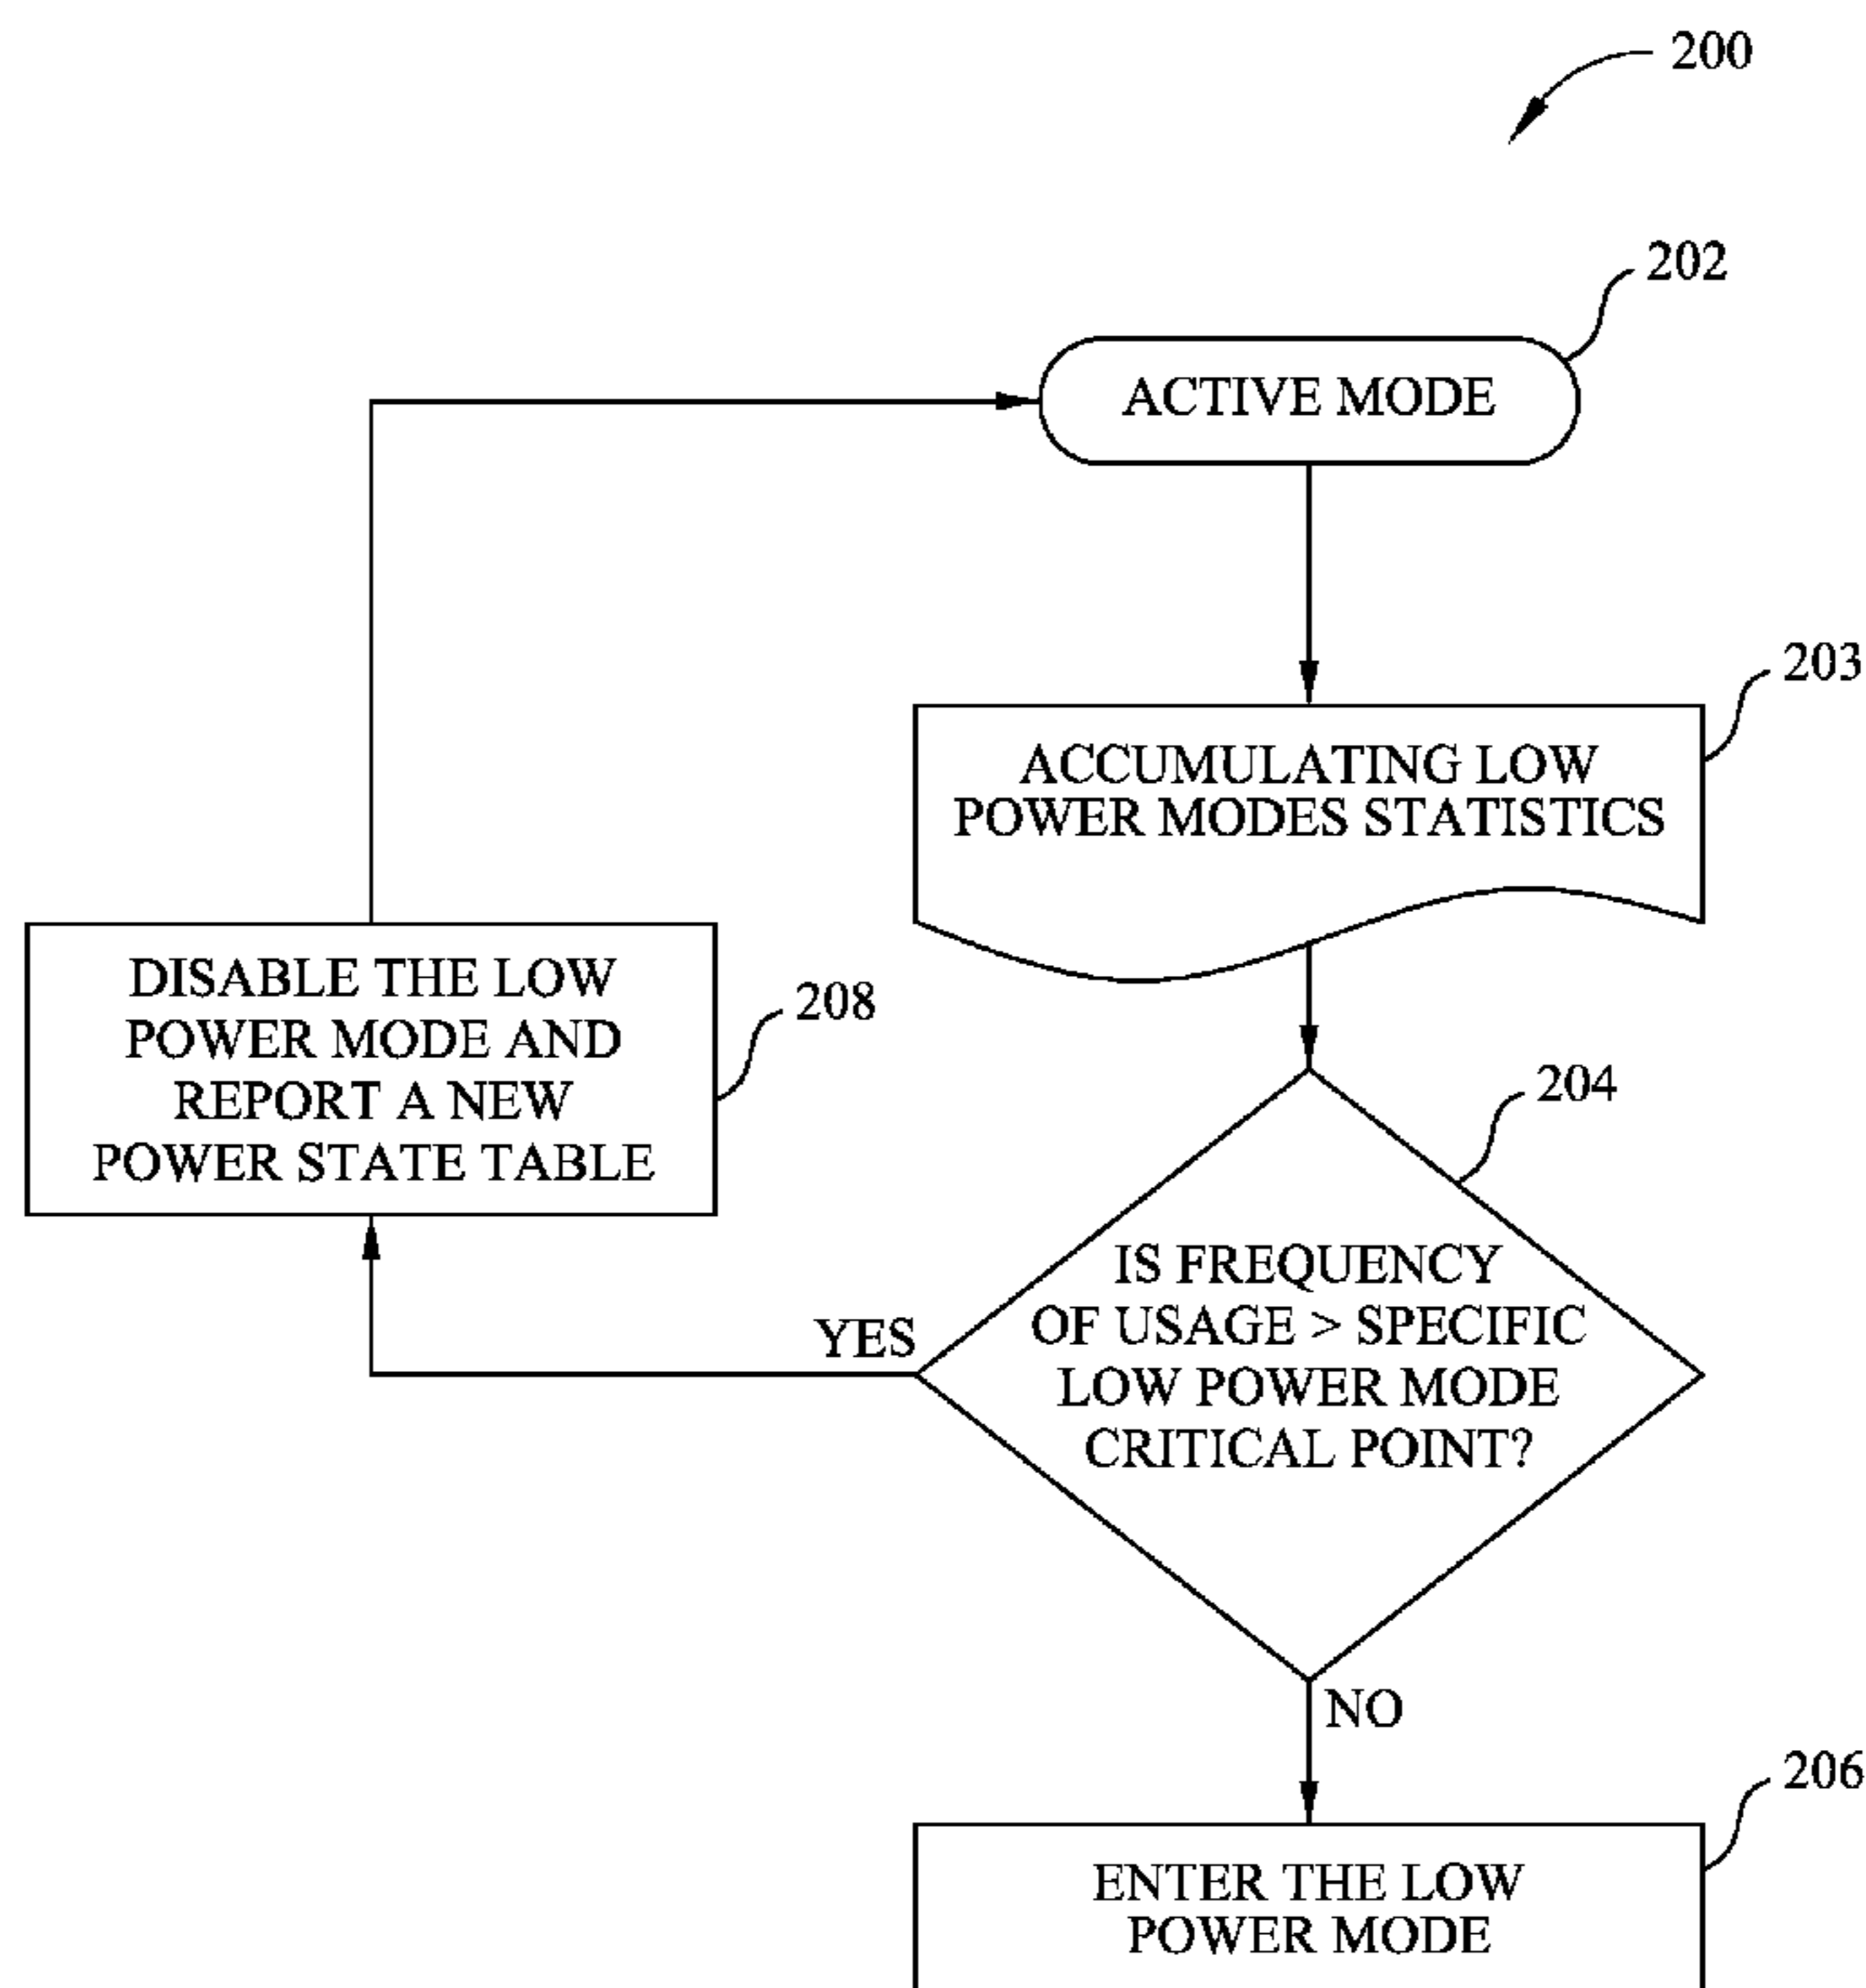 200
202
ACTIVE MODE
203
ACCUMULATING LOW
POWER MODES STATISTICS
DISABLE THE LOW
POWER MODE AND
REPORT A NEW
POWER STATE TABLE
208
204
IS FREQUENCY
OF USAGE > SPECIFIC
LOW POWER MODE
CRITICAL POINT?
YES
NO
206
ENTER THE LOW
POWER MODE